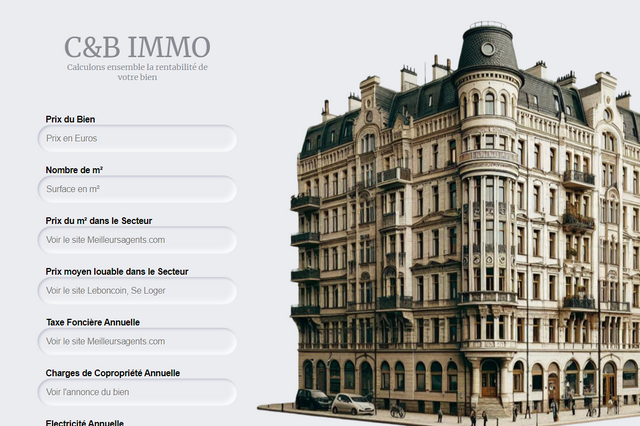 C&B IMMO
Calculons ensemble la rentabilité de
votre bien
Prix du Bien
Prix en Euros
Nombre de m²
Surface en m²
Prix du m² dans le Secteur
Voir le site Meilleursagents.com
Prix moyen louable dans le Secteur
Voir le site Leboncoin, Se Loger
Taxe Foncière Annuelle
Voir le site Meilleursagents.com
Charges de Copropriété Annuelle
Voir l'annonce du bien
Electricité Annuelle